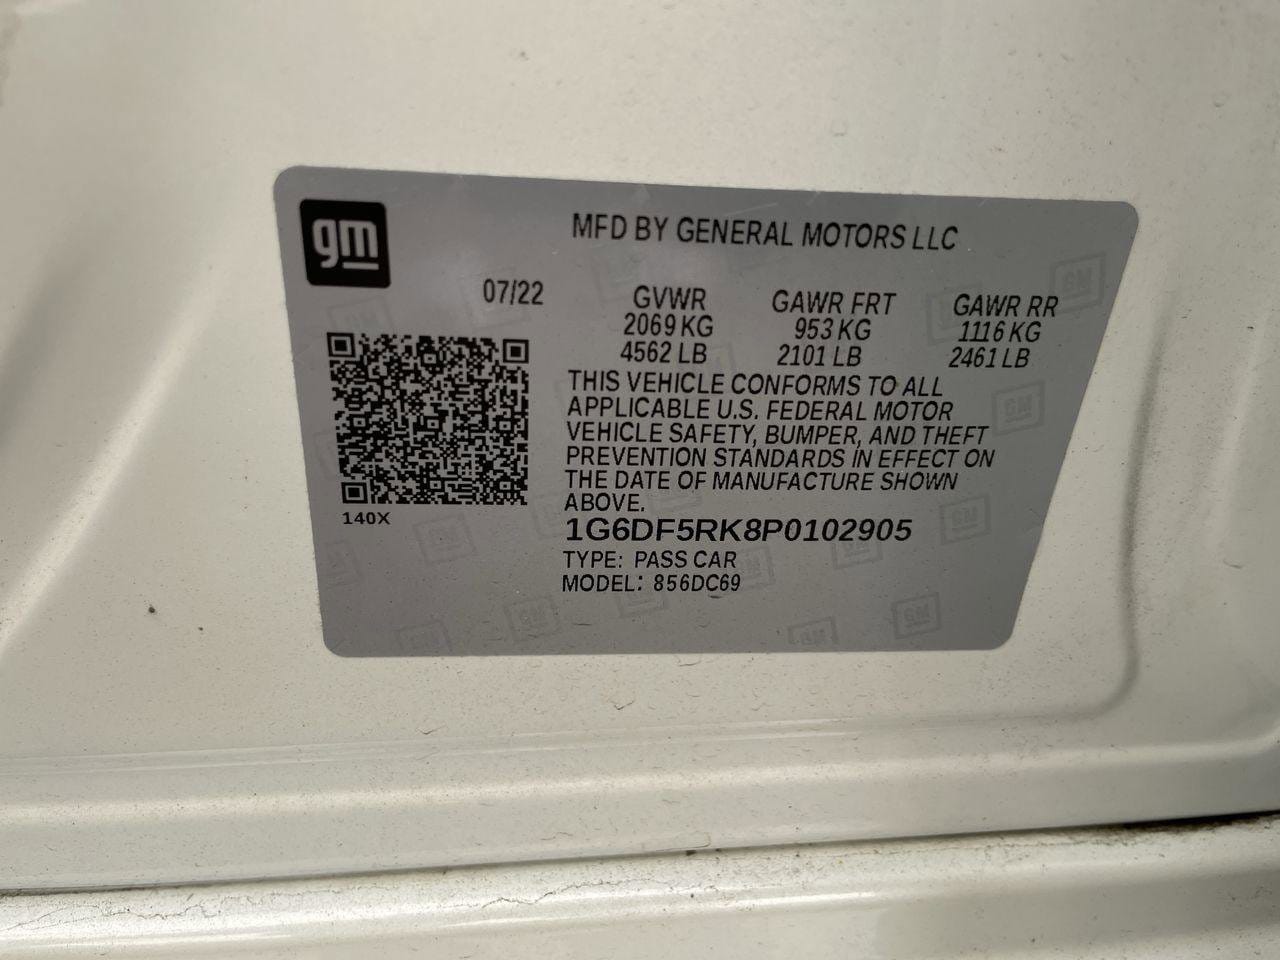 gm
MFD BY GENERAL MOTORS LLC
07/22
GVWR GAWR FRT GAWR RR
2069 KG 953 KG 1116 KG
4562 LB 2101 LB 2461 LB
THIS VEHICLE CONFORMS TO ALL
APPLICABLE U.S. FEDERAL MOTOR
VEHICLE SAFETY, BUMPER, AND THEFT
PREVENTION STANDARDS IN EFFECT ON
THE DATE OF MANUFACTURE SHOWN
ABOVE.
140X
1G6DF5RK8P0102905
TYPE: PASS CAR
MODEL: 856DC69